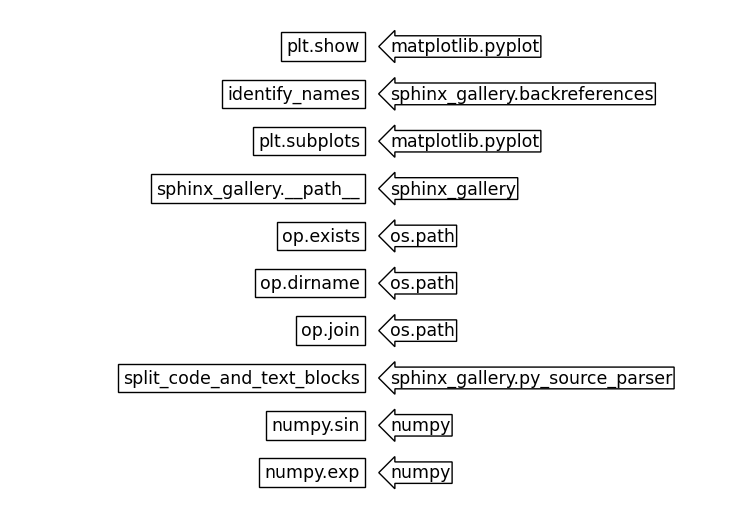 plt.show matplotlib.pyplot
identify_names sphinx_gallery.backreferences
plt.subplots matplotlib.pyplot
sphinx_gallery.__path__ sphinx_gallery
op.exists os.path
op.dirname os.path
op.join os.path
split_code_and_text_blocks sphinx_gallery.py_source_parser
numpy.sin numpy
numpy.exp numpy